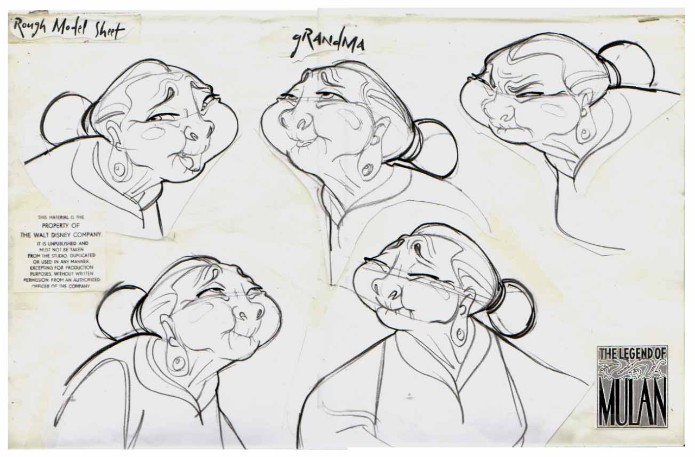 Rough Model Sheet
gRANdMA
THIS MATERIAL IS THE
PROPERTY OF
THE WALT DISNEY COMPANY.
IT IS UNPUBLISHED AND
MUST NOT BE TAKEN
FROM THE STUDIO, DUPLICATED
OR USED IN ANY MANNER,
EXCEPTING FOR PRODUCTION
PURPOSES, WITHOUT WRITTEN
PERMISSION FROM AN AUTHORIZED
OFFICER OF THE COMPANY
THE LEGEND OF
MULAN